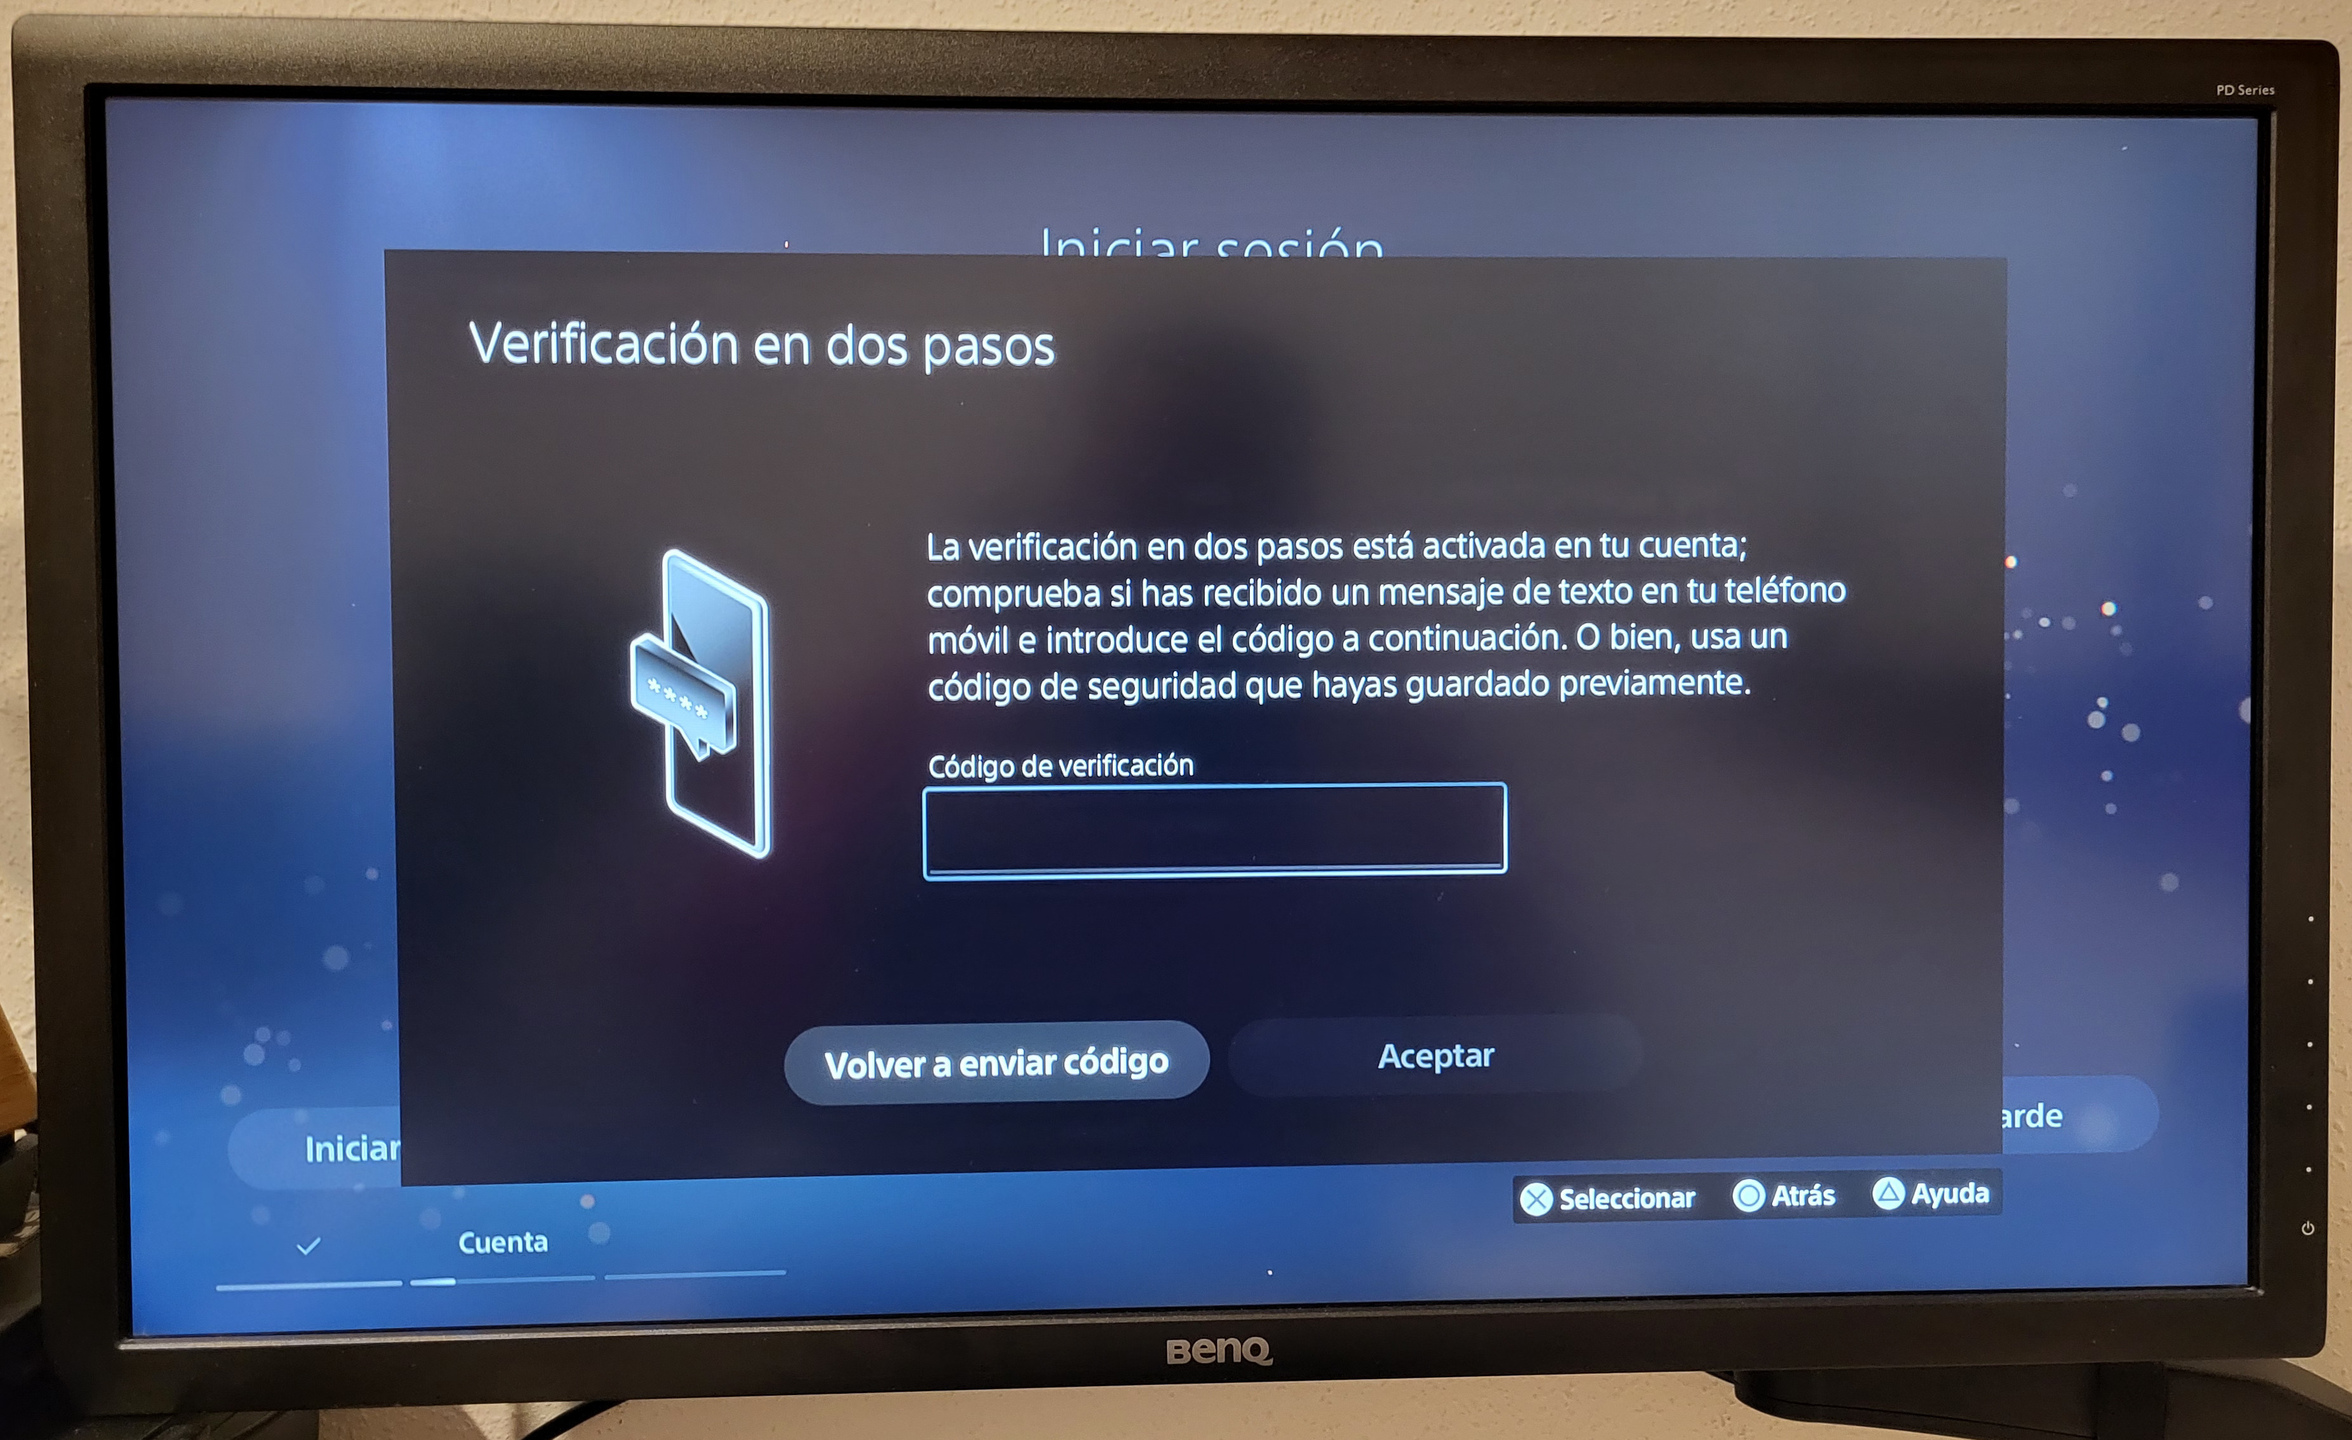 PD Series
Iniciar sesión
Verificación en dos pasos
La verificación en dos pasos está activada en tu cuenta;
comprueba si has recibido un mensaje de texto en tu teléfono
móvil e introduce el código a continuación. O bien, usa un
código de seguridad que hayas guardado previamente.
****
Código de verificación
Volver a enviar código
Aceptar
Iniciar
arde
Seleccionar Atrás Ayuda
Cuenta
BenQ